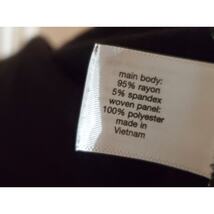 main body:
95% rayon
5% spandex
woven panel:
100% polyester
made in
Vietnam